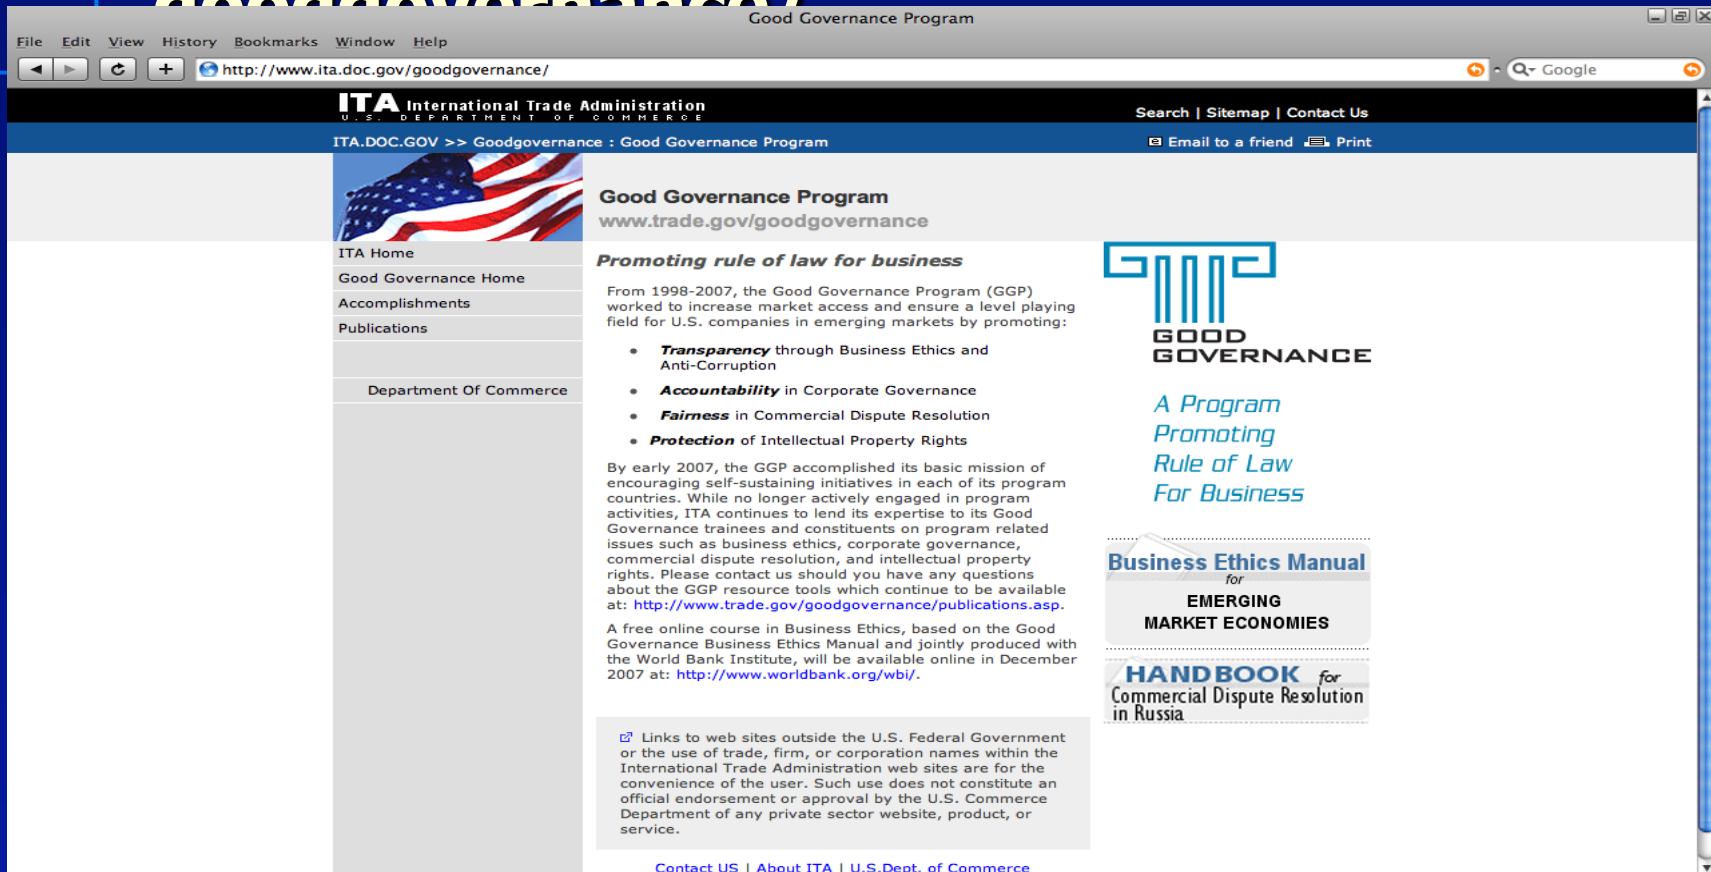 goodgovernance/
Good Governance Program
File Edit View History Bookmarks Window Help
http://www.ita.doc.gov/goodgovernance/
Google
ITA International Trade Administration
U.S. DEPARTMENT OF COMMERCE
Search | Sitemap | Contact Us
ITA.DOC.GOV >> Goodgovernance : Good Governance Program
Email to a friend Print
Good Governance Program
www.trade.gov/goodgovernance
ITA Home
Good Governance Home
Accomplishments
Publications
Department Of Commerce
Promoting rule of law for business
From 1998-2007, the Good Governance Program (GGP)
worked to increase market access and ensure a level playing
field for U.S. companies in emerging markets by promoting:
• Transparency through Business Ethics and
Anti-Corruption
• Accountability in Corporate Governance
• Fairness in Commercial Dispute Resolution
• Protection of Intellectual Property Rights
By early 2007, the GGP accomplished its basic mission of
encouraging self-sustaining initiatives in each of its program
countries. While no longer actively engaged in program
activities, ITA continues to lend its expertise to its Good
Governance trainees and constituents on program related
issues such as business ethics, corporate governance,
commercial dispute resolution, and intellectual property
rights. Please contact us should you have any questions
about the GGP resource tools which continue to be available
at: http://www.trade.gov/goodgovernance/publications.asp.
A free online course in Business Ethics, based on the Good
Governance Business Ethics Manual and jointly produced with
the World Bank Institute, will be available online in December
2007 at: http://www.worldbank.org/wbi/.
Links to web sites outside the U.S. Federal Government
or the use of trade, firm, or corporation names within the
International Trade Administration web sites are for the
convenience of the user. Such use does not constitute an
official endorsement or approval by the U.S. Commerce
Department of any private sector website, product, or
service.
Contact US | About ITA | U.S.Dept. of Commerce
GOOD
GOVERNANCE
A Program
Promoting
Rule of Law
For Business
Business Ethics Manual
for
EMERGING
MARKET ECONOMIES
HANDBOOK for
Commercial Dispute Resolution
in Russia